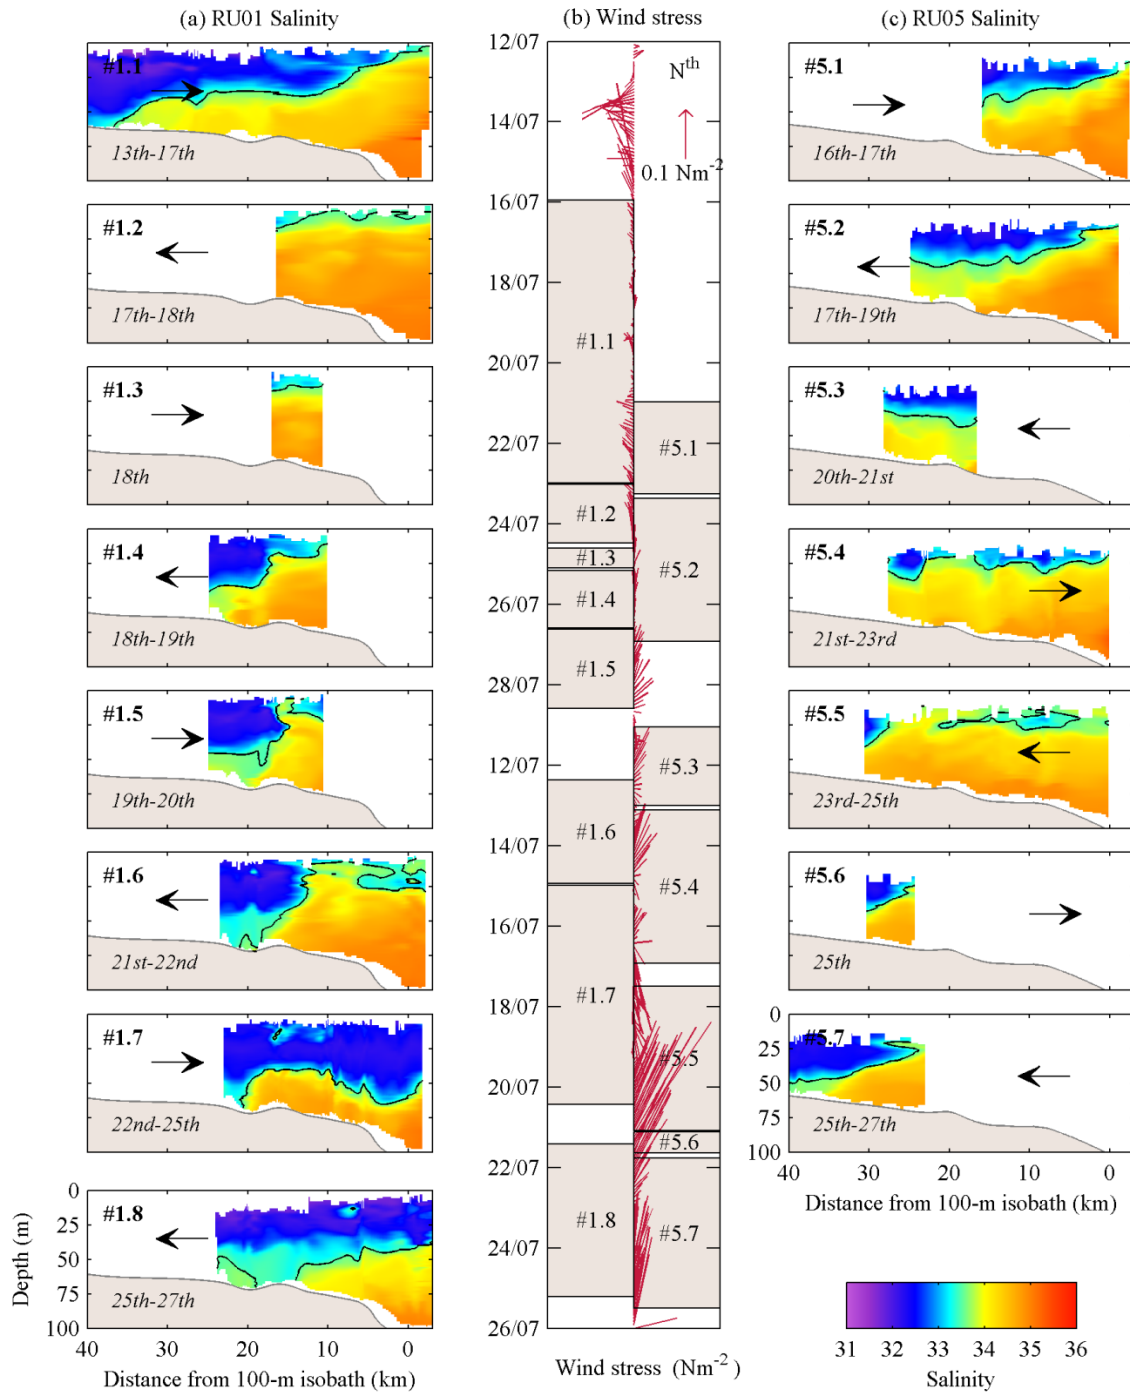 (a) RU01 Salinity
#1.1
13th-17th
#1.2
17th-18th
#1.3
18th
#1.4
18th-19th
#1.5
19th-20th
#1.6
21st-22nd
#1.7
22nd-25th
0
25
50
75
100
Depth (m)
#1.8
25th-27th
40
30
20
10
0
Distance from 100-m isobath (km)
(b) Wind stress
12/07
14/07
16/07
18/07
20/07
22/07
24/07
26/07
28/07
12/07
14/07
16/07
18/07
20/07
22/07
24/07
26/07
N^th
0.1 Nm^-2
#1.1
#5.1
#1.2
#1.3
#5.2
#1.4
#1.5
#5.3
#1.6
#5.4
#1.7
#5.5
#5.6
#1.8
#5.7
Wind stress (Nm^-2)
(c) RU05 Salinity
#5.1
16th-17th
#5.2
17th-19th
#5.3
20th-21st
#5.4
21st-23rd
#5.5
23rd-25th
#5.6
25th
0
25
50
75
100
#5.7
25th-27th
40
30
20
10
0
Distance from 100-m isobath (km)
31 32 33 34 35 36
Salinity